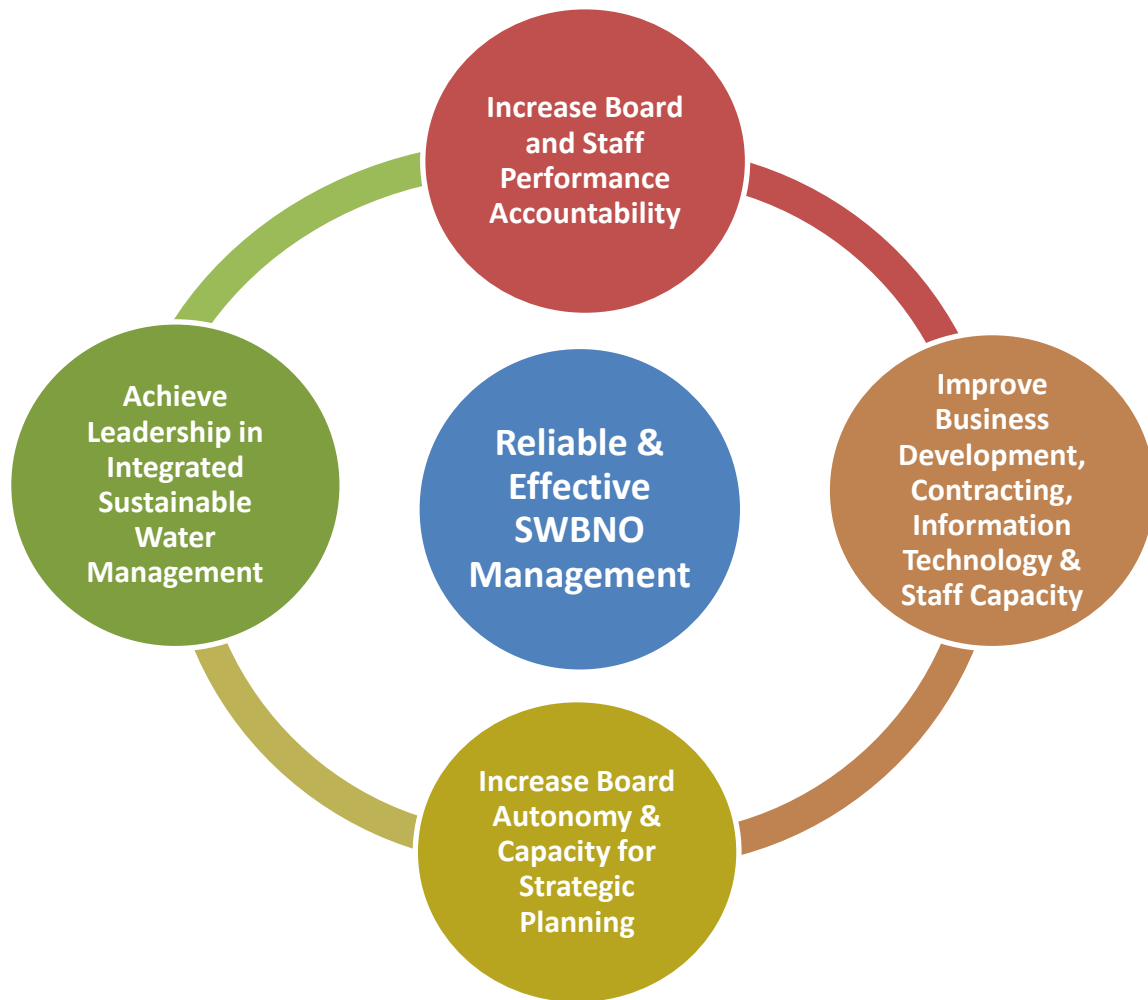 Increase Board
and Staff
Performance
Accountability
Achieve
Leadership in
Integrated
Sustainable
Water
Management
Reliable &
Effective
SWBNO
Management
Improve
Business
Development,
Contracting,
Information
Technology &
Staff Capacity
Increase Board
Autonomy &
Capacity for
Strategic
Planning